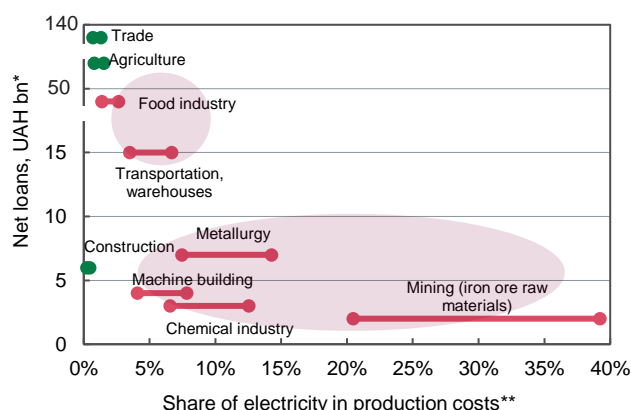 Net loans, UAH bn*
140
50
15
10
5
0
Trade
Agriculture
Food industry
Transportation,
warehouses
Metallurgy
Construction
Machine building
Mining (iron ore raw
materials)
Chemical industry
0%
5%
10%
15%
20%
25%
30%
35%
40%
Share of electricity in production costs**